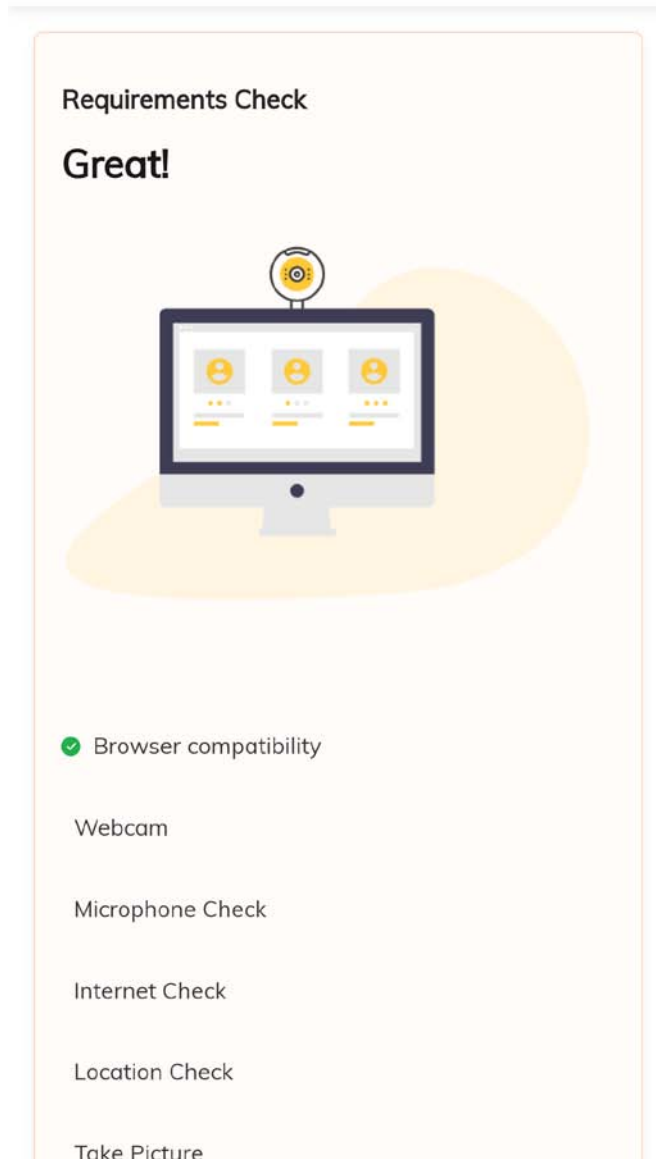 Requirements Check
Great!
Browser compatibility
Webcam
Microphone Check
Internet Check
Location Check
Take Picture